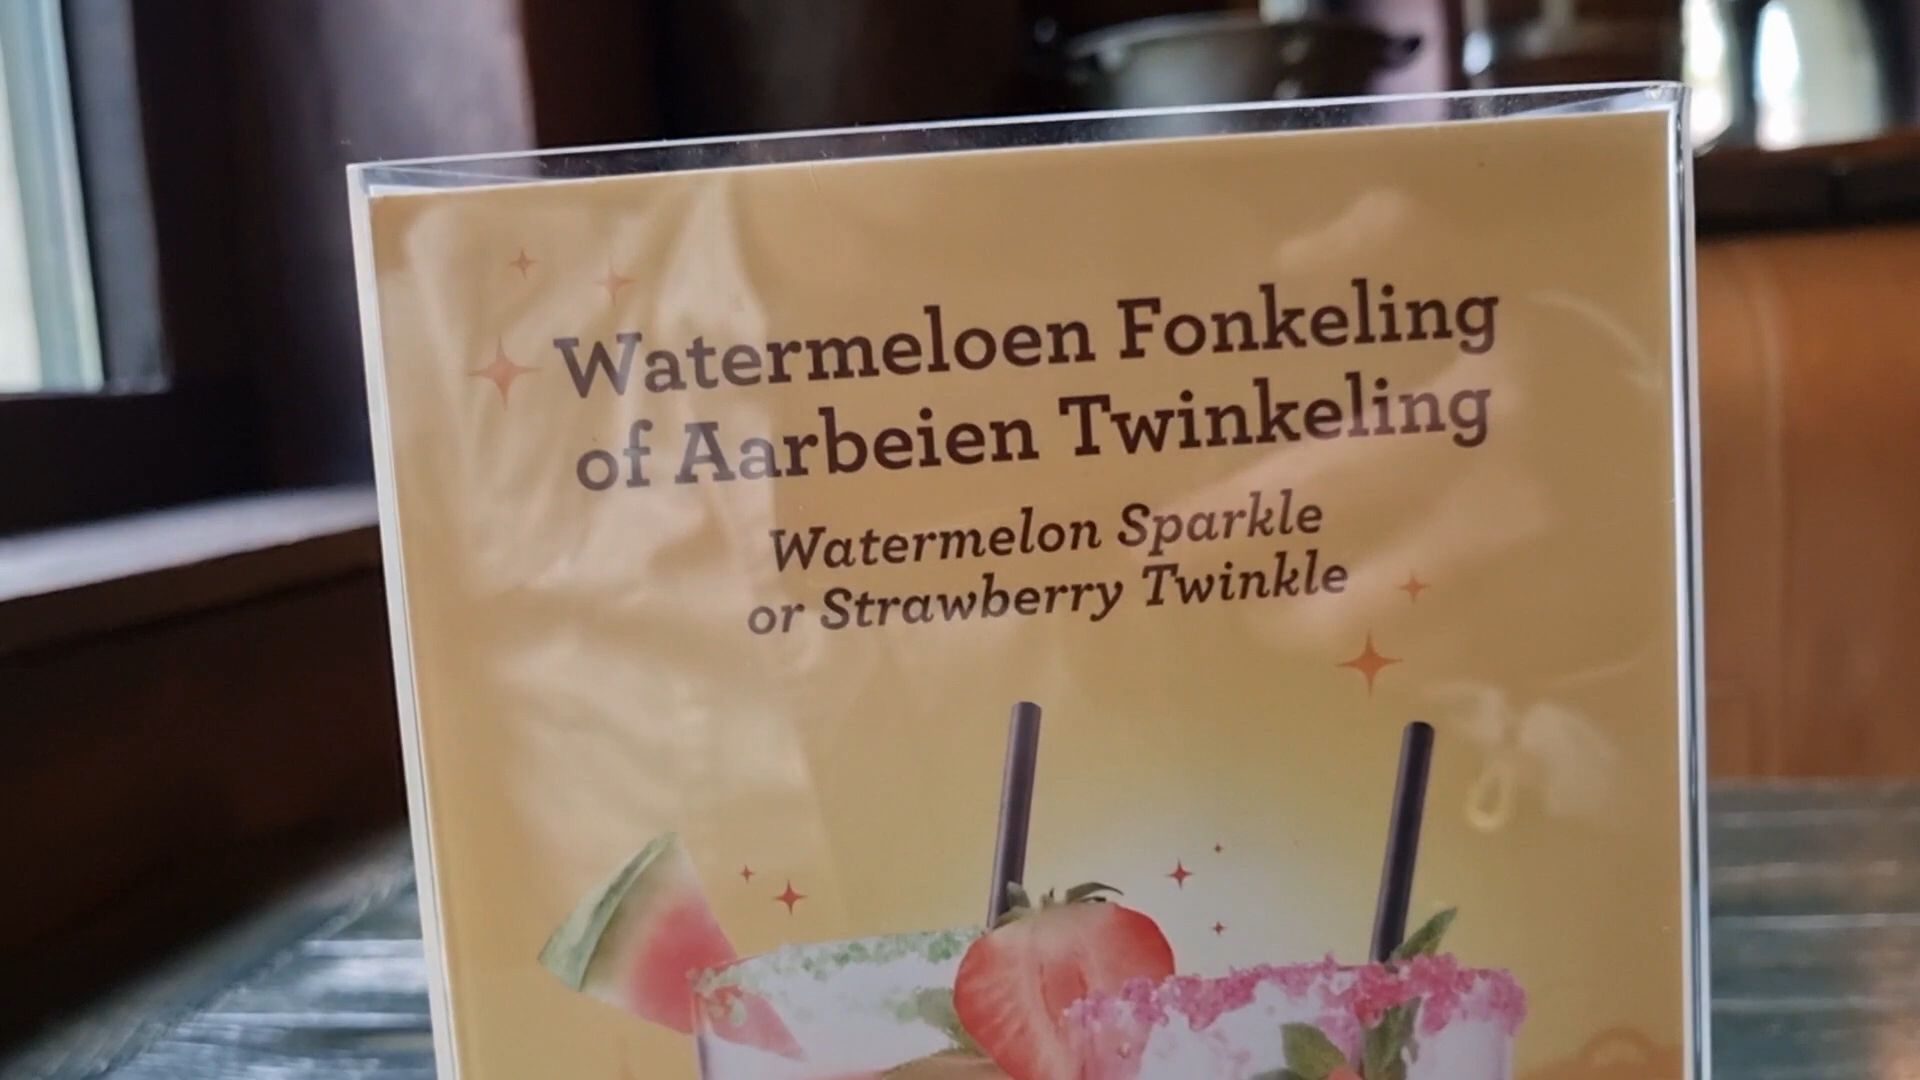 Watermeloen Fonkeling
of Aarbeien Twinkeling
Watermelon Sparkle
or Strawberry Twinkle